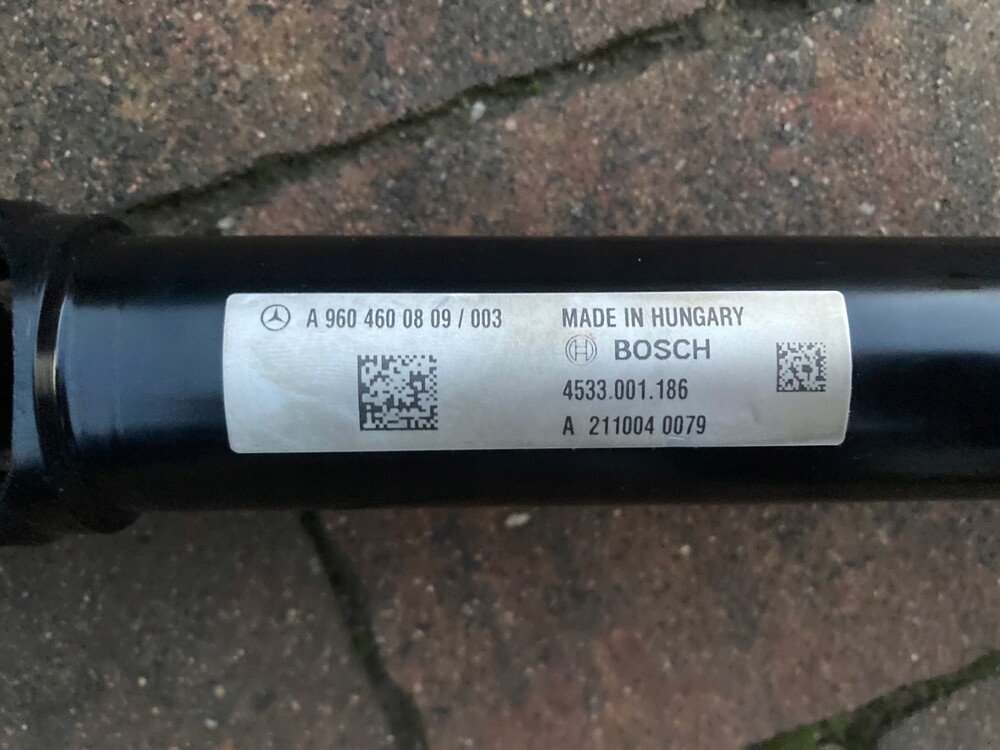 A 960 460 08 09 / 003
MADE IN HUNGARY
BOSCH
4533.001.186
A 211004 0079